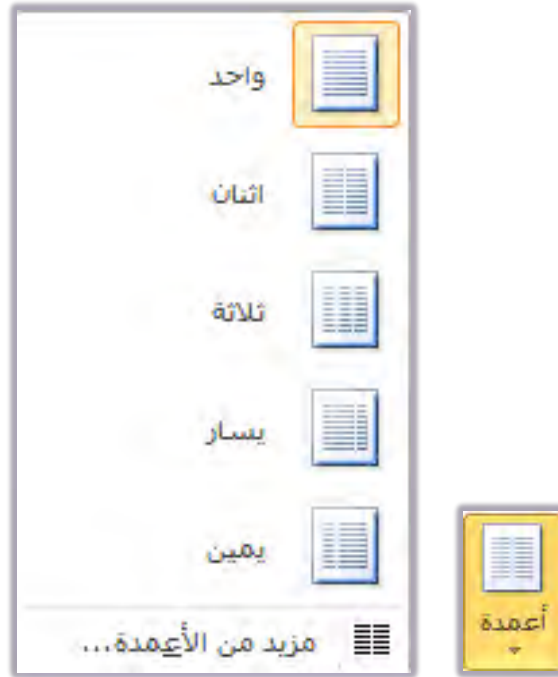 واحد
اثنان
ثلاثة
يسار
يمين
مزيد من الأعمدة...
أعمدة